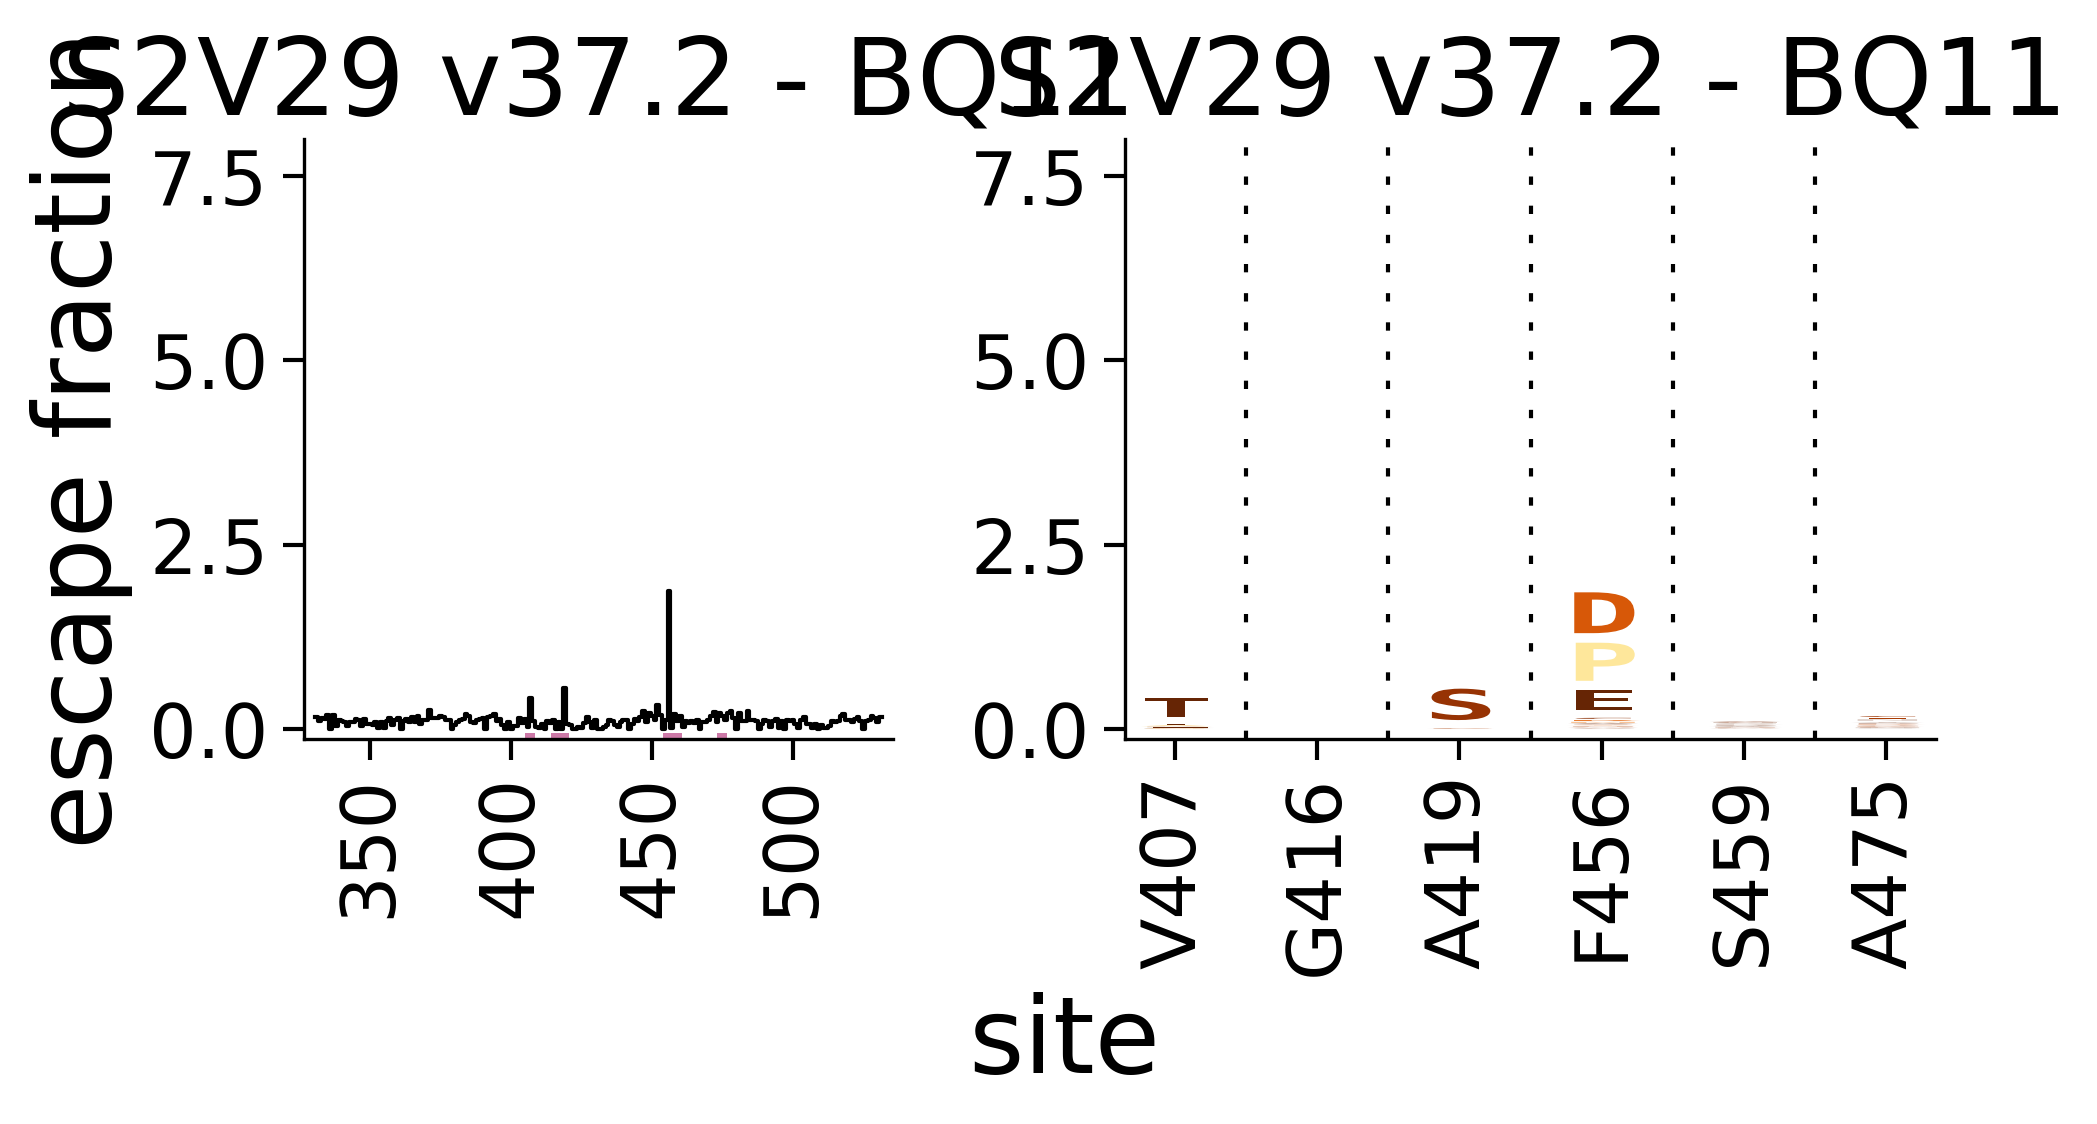 S2V29 v37.2 - BQ11
S2V29 v37.2 - BQ11
escape fraction
7.5
5.0
2.5
0.0
350
400
450
500
7.5
5.0
2.5
0.0
T
S
D
P
E
V407
G416
A419
F456
S459
A475
site